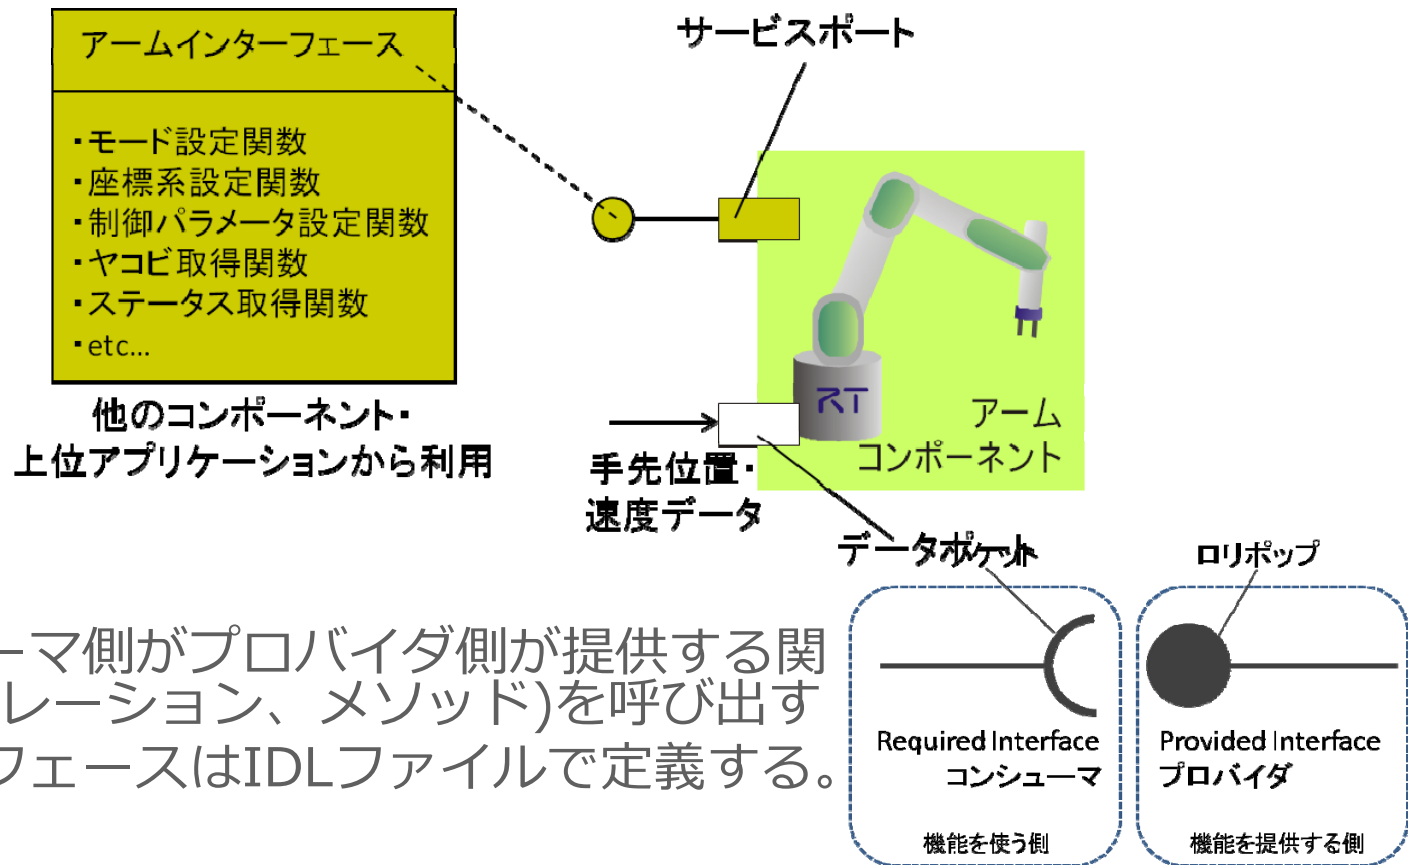 アームインターフェース
・モード設定関数
・座標系設定関数
・制御パラメータ設定関数
・ヤコビ取得関数
・ステータス取得関数
・etc...
他のコンポーネント・
上位アプリケーションから利用
サービスポート
RT
アーム
コンポーネント
手先位置・
速度データ
データポート
ソケット
ロリポップ
ーマ側がプロバイダ側が提供する関
レーション、メソッド)を呼び出す
フェースはIDLファイルで定義する。
Required Interface
コンシューマ
機能を使う側
Provided Interface
プロバイダ
機能を提供する側